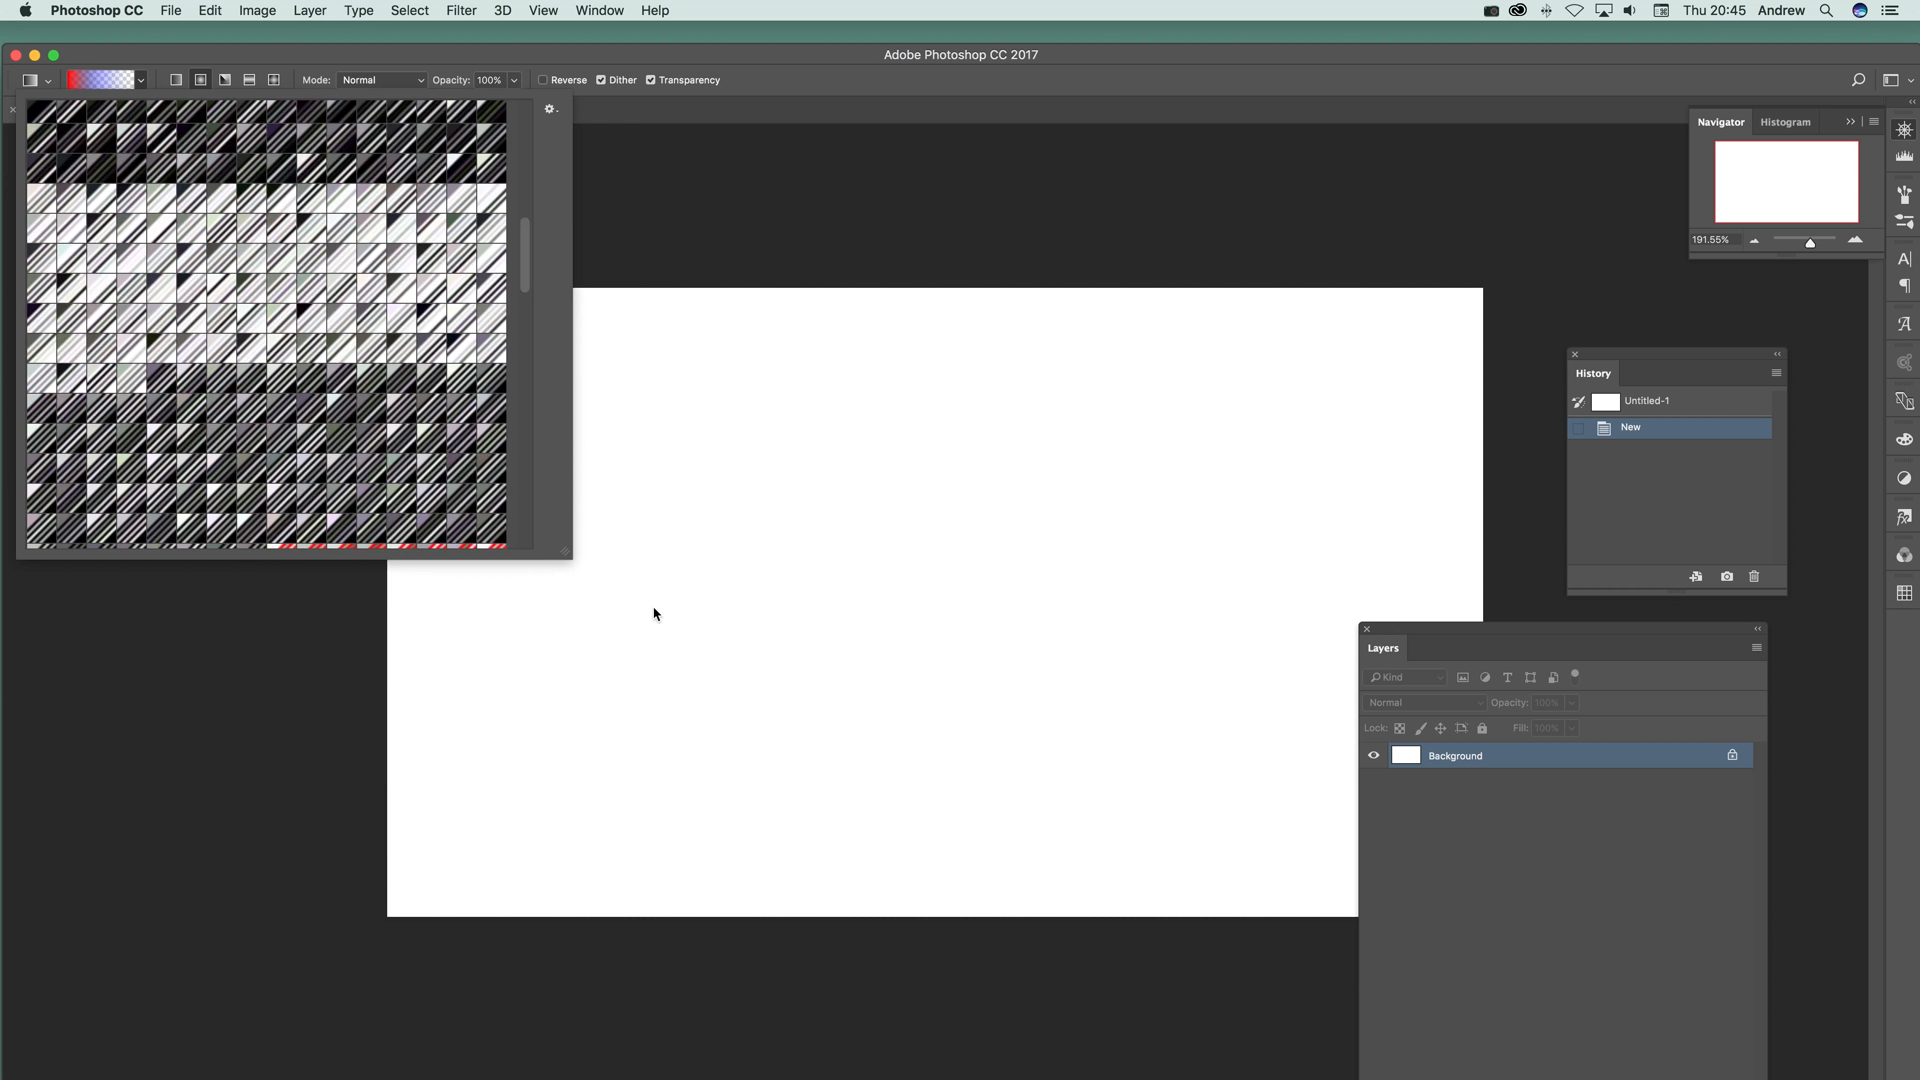 Photoshop CC File Edit Image Layer Type Select Filter 3D View Window Help Thu 20:45 Andrew
Adobe Photoshop CC 2017
Mode: Normal Opacity: 100% Reverse Dither Transparency
Navigator Histogram
191.55%
History
Untitled-1
New
Layers
Kind
Normal Opacity: 100%
Lock: Fill: 100%
Background